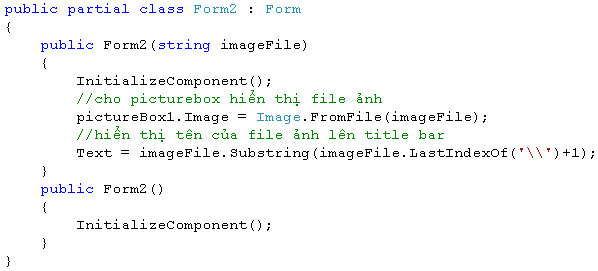 public partial class Form2 : Form
{
    public Form2(string imageFile)
    {
        InitializeComponent();
        //cho picturebox hiển thị file ảnh
        pictureBox1.Image = Image.FromFile(imageFile);
        //hiển thị tên của file ảnh lên title bar
        Text = imageFile.Substring(imageFile.LastIndexOf('\\')+1);
    }
    public Form2()
    {
        InitializeComponent();
    }
}